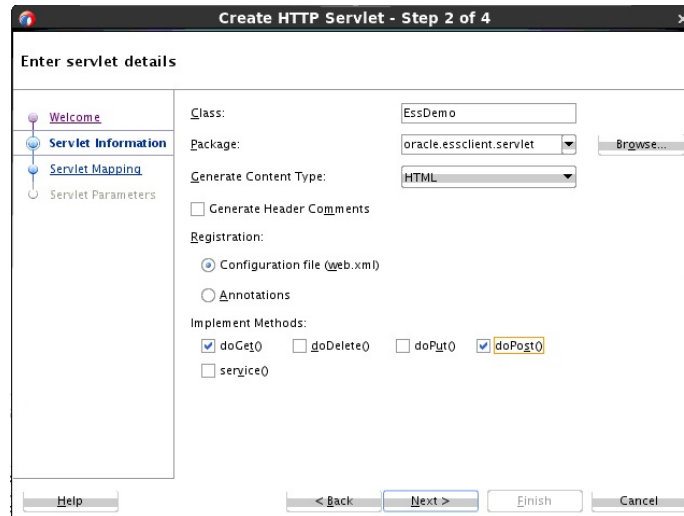 Create HTTP Servlet - Step 2 of 4
Enter servlet details
Welcome
Servlet Information
Servlet Mapping
Servlet Parameters
Class: EssDemo
Package: oracle.essclient.servlet Browse...
Generate Content Type: HTML
Generate Header Comments
Registration:
Configuration file (web.xml)
Annotations
Implement Methods:
doGet() doDelete() doPut() doPost()
service()
Help < Back Next > Finish Cancel